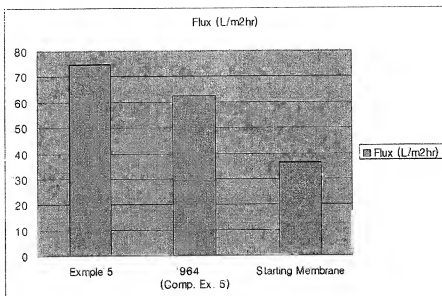 Flux (L/m2hr)
80
70
60
50
40
30
20
10
0
Exmple 5
'964
(Comp. Ex. 5)
Starting Membrane
Flux (L/m2hr)